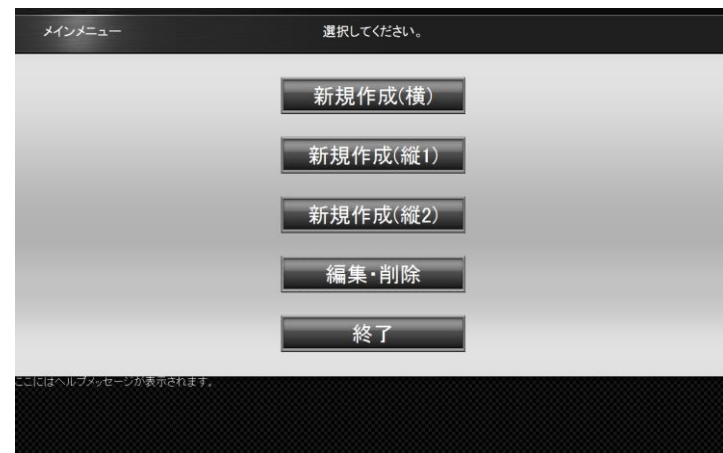 メインメニュー
選択してください。
新規作成(横)
新規作成(縦1)
新規作成(縦2)
編集・削除
終了
ここにはヘルプメッセージが表示されます。